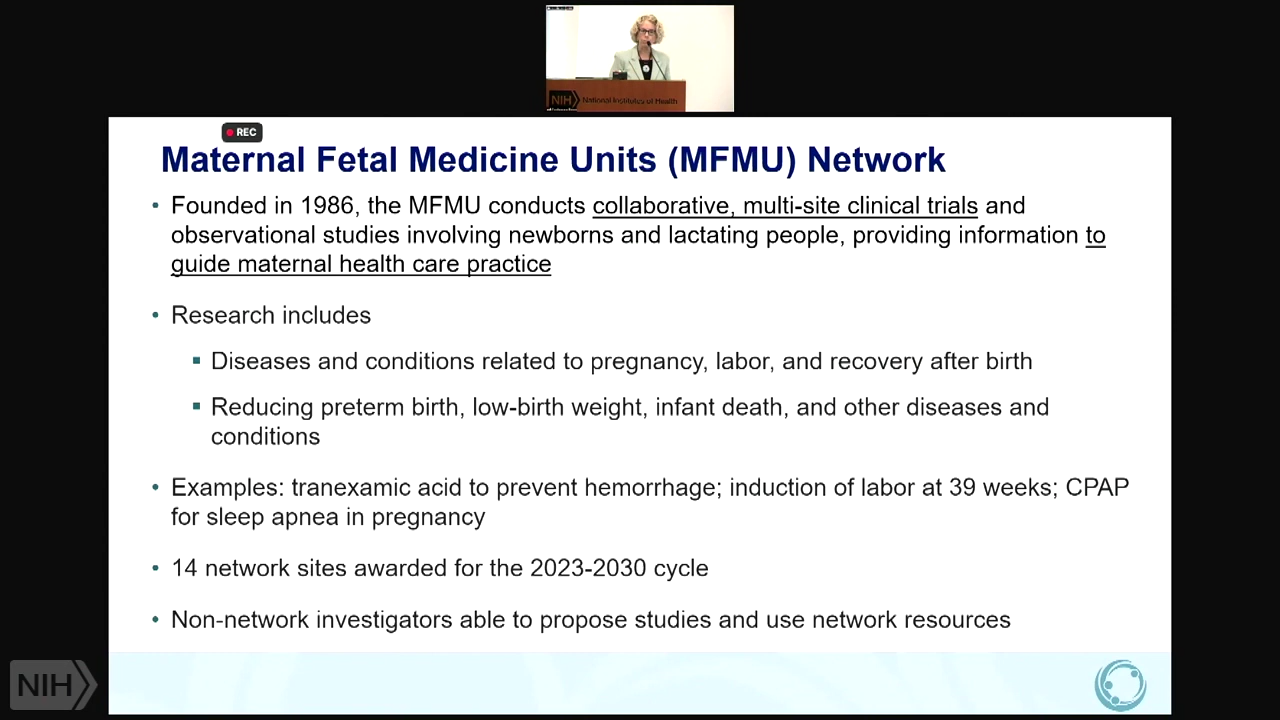 NIH National Institutes of Health
REC
Maternal Fetal Medicine Units (MFMU) Network
• Founded in 1986, the MFMU conducts collaborative, multi-site clinical trials and
observational studies involving newborns and lactating people, providing information to
guide maternal health care practice
• Research includes
▪ Diseases and conditions related to pregnancy, labor, and recovery after birth
▪ Reducing preterm birth, low-birth weight, infant death, and other diseases and
conditions
• Examples: tranexamic acid to prevent hemorrhage; induction of labor at 39 weeks; CPAP
for sleep apnea in pregnancy
• 14 network sites awarded for the 2023-2030 cycle
• Non-network investigators able to propose studies and use network resources
NIH